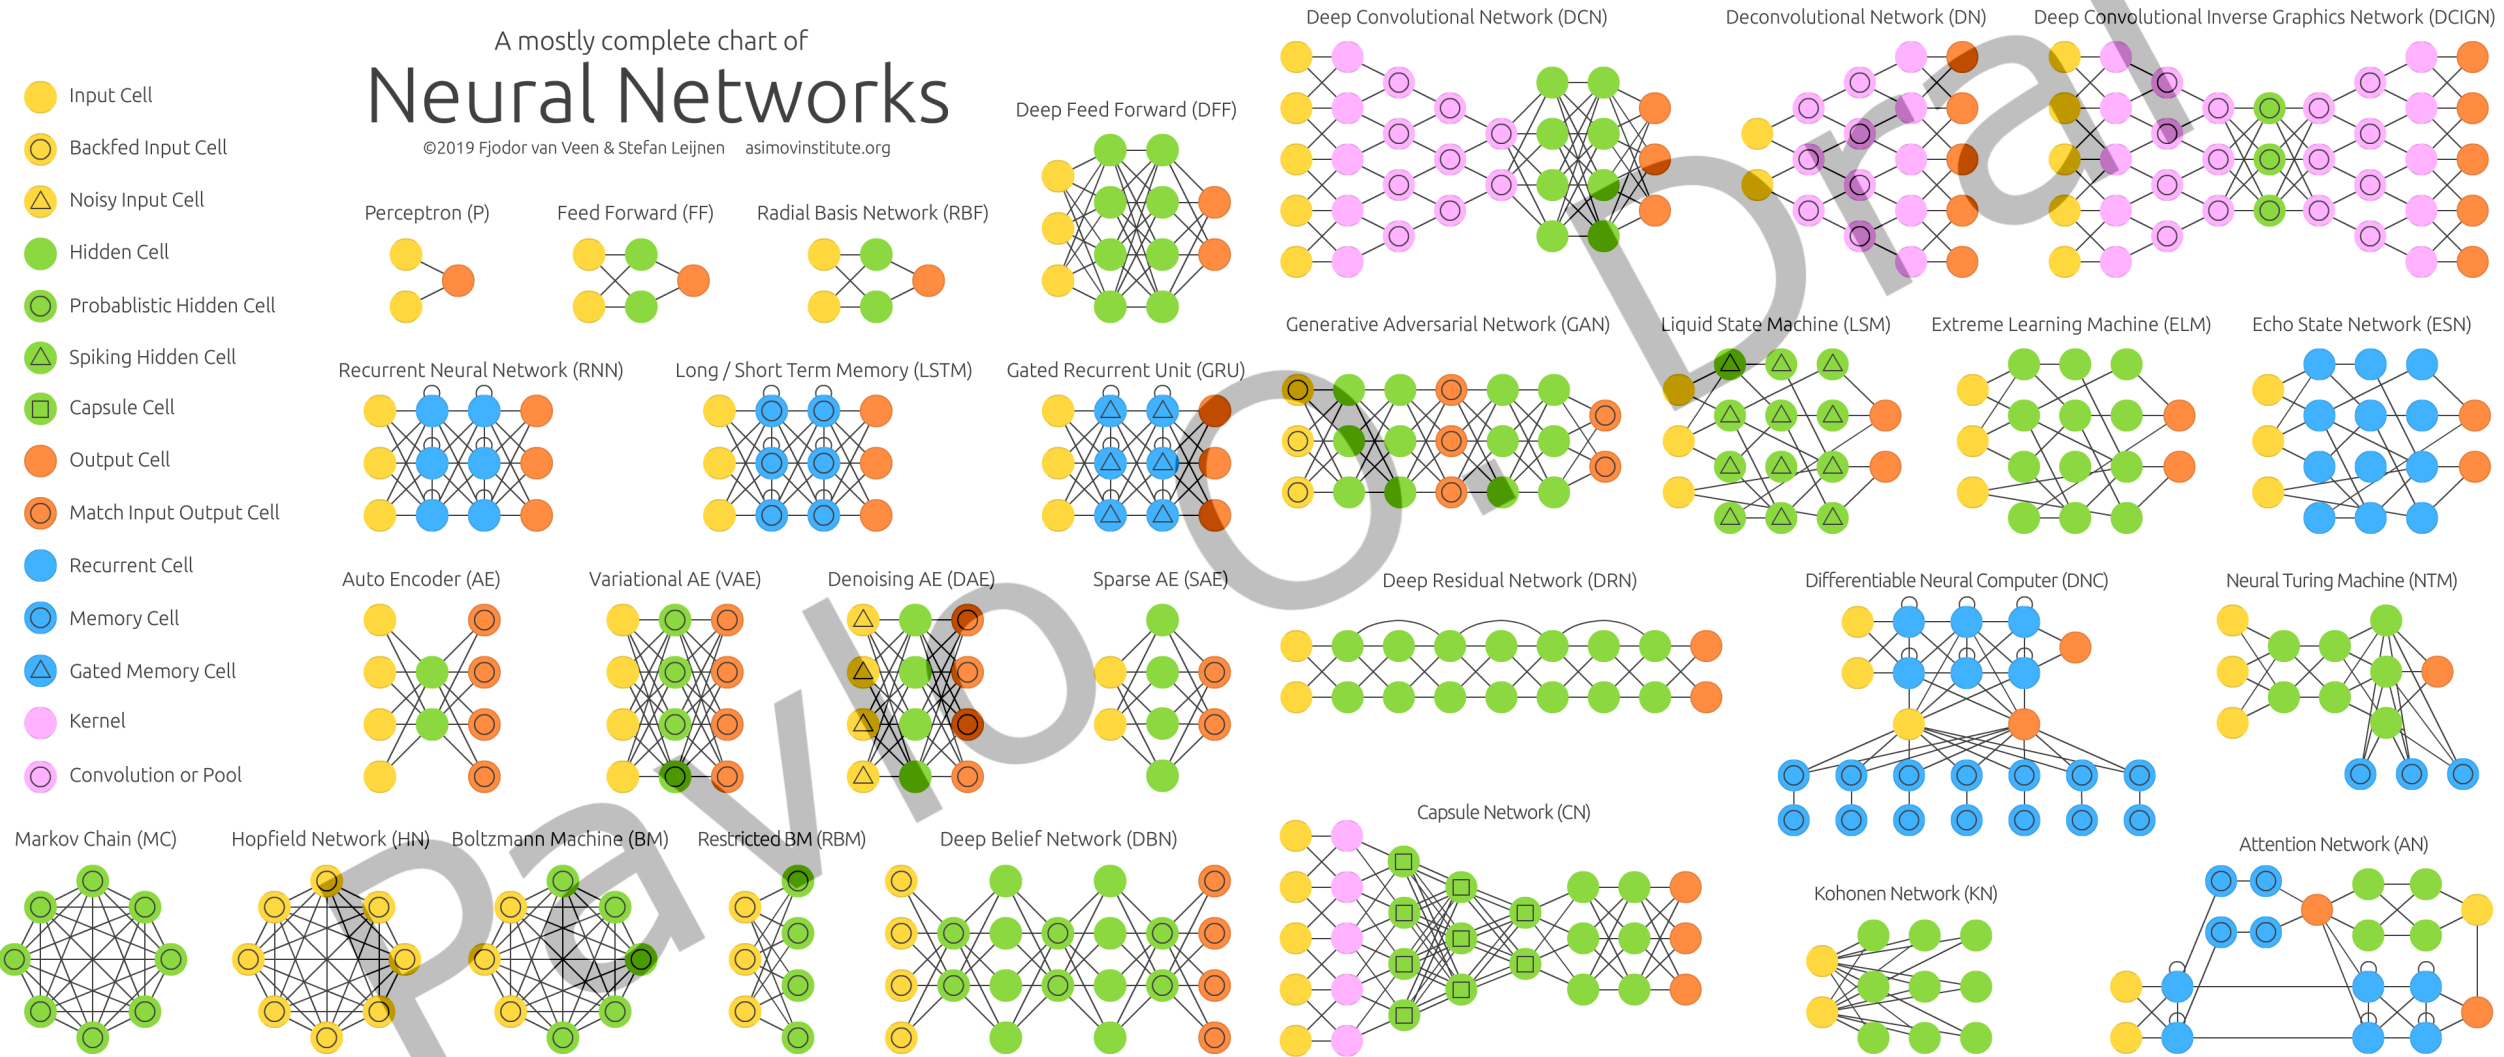 A mostly complete chart of
Neural Networks
©2019 Fjodor van Veen & Stefan Leijnen asimovinstitute.org
Input Cell
Backfed Input Cell
Noisy Input Cell
Hidden Cell
Probablistic Hidden Cell
Spiking Hidden Cell
Capsule Cell
Output Cell
Match Input Output Cell
Recurrent Cell
Memory Cell
Gated Memory Cell
Kernel
Convolution or Pool
Perceptron (P)
Feed Forward (FF)
Radial Basis Network (RBF)
Deep Feed Forward (DFF)
Recurrent Neural Network (RNN)
Long / Short Term Memory (LSTM)
Gated Recurrent Unit (GRU)
Auto Encoder (AE)
Variational AE (VAE)
Denoising AE (DAE)
Sparse AE (SAE)
Markov Chain (MC)
Hopfield Network (HN)
Boltzmann Machine (BM)
Restricted BM (RBM)
Deep Belief Network (DBN)
Deep Convolutional Network (DCN)
Deconvolutional Network (DN)
Deep Convolutional Inverse Graphics Network (DCIGN)
Generative Adversarial Network (GAN)
Liquid State Machine (LSM)
Extreme Learning Machine (ELM)
Echo State Network (ESN)
Deep Residual Network (DRN)
Differentiable Neural Computer (DNC)
Neural Turing Machine (NTM)
Capsule Network (CN)
Kohonen Network (KN)
Attention Network (AN)